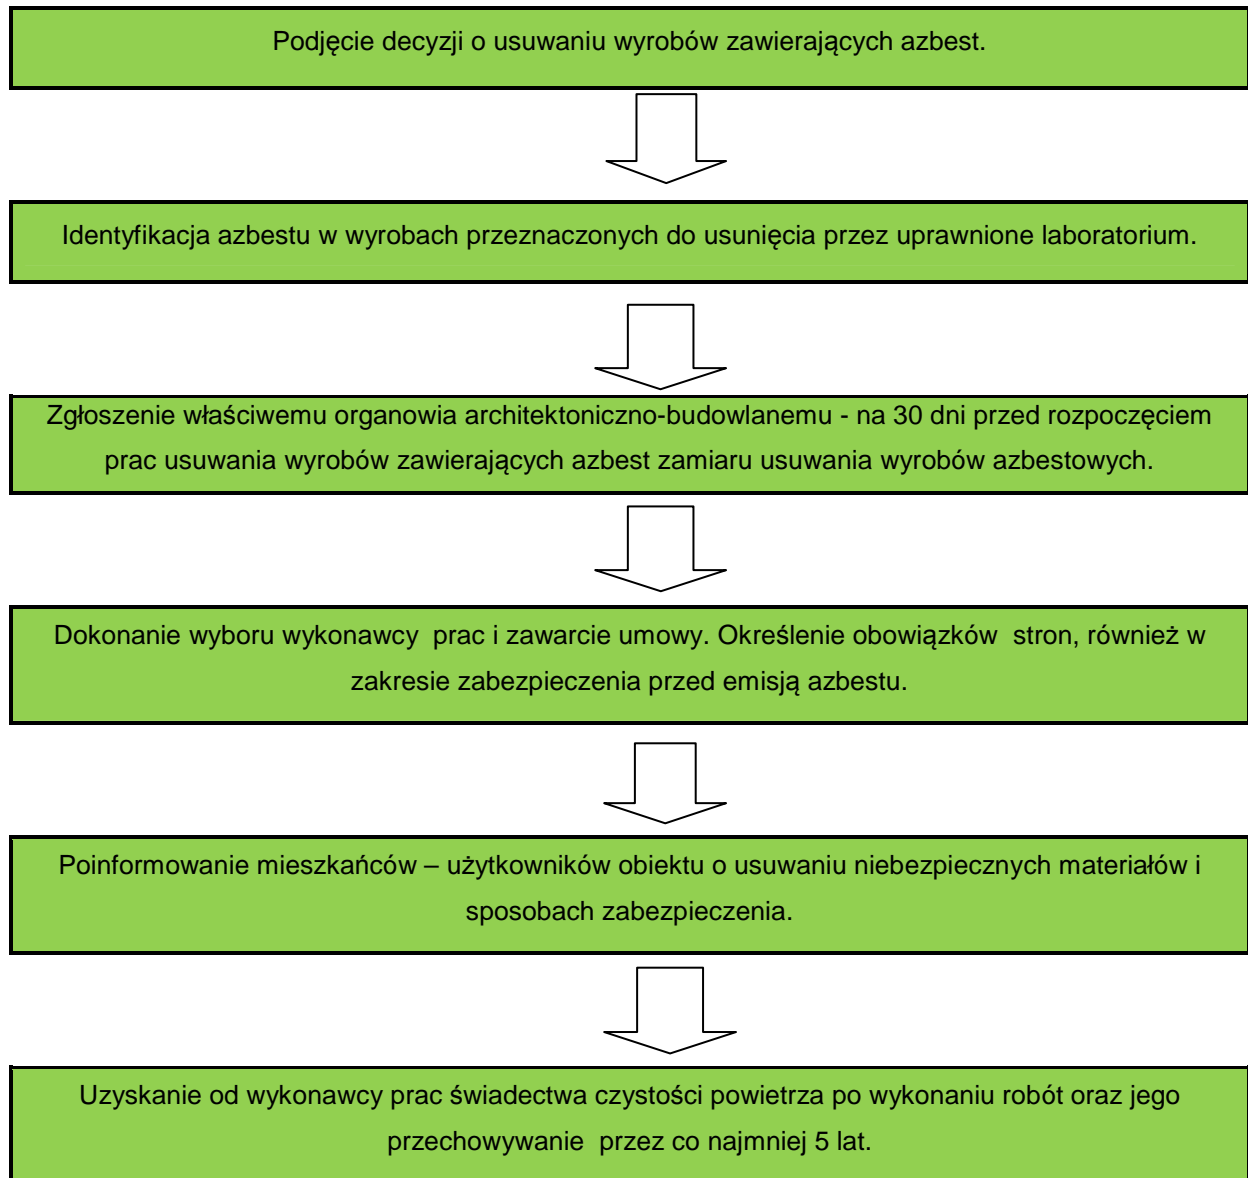 Podjęcie decyzji o usuwaniu wyrobów zawierających azbest.
Identyfikacja azbestu w wyrobach przeznaczonych do usunięcia przez uprawnione laboratorium.
Zgłoszenie właściwemu organowia architektoniczno-budowlanemu - na 30 dni przed rozpoczęciem
prac usuwania wyrobów zawierających azbest zamiaru usuwania wyrobów azbestowych.
Dokonanie wyboru wykonawcy prac i zawarcie umowy. Określenie obowiązków stron, również w
zakresie zabezpieczenia przed emisją azbestu.
Poinformowanie mieszkańców – użytkowników obiektu o usuwaniu niebezpiecznych materiałów i
sposobach zabezpieczenia.
Uzyskanie od wykonawcy prac świadectwa czystości powietrza po wykonaniu robót oraz jego
przechowywanie przez co najmniej 5 lat.